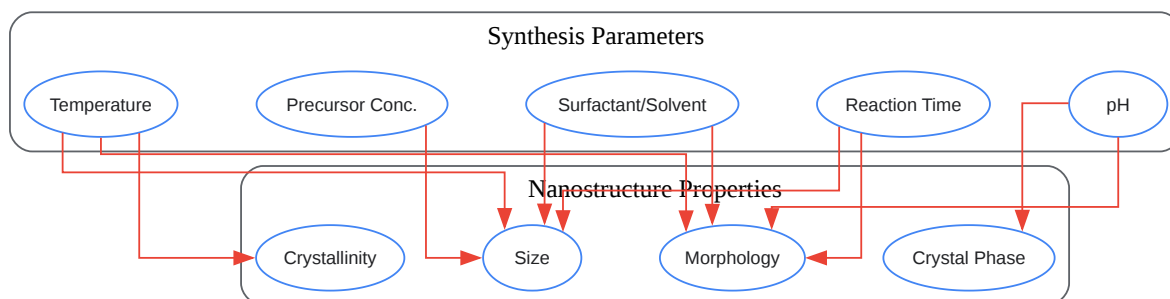 Synthesis Parameters
Temperature
Precursor Conc.
Surfactant/Solvent
Reaction Time
pH
Nanostructure Properties
Crystallinity
Size
Morphology
Crystal Phase